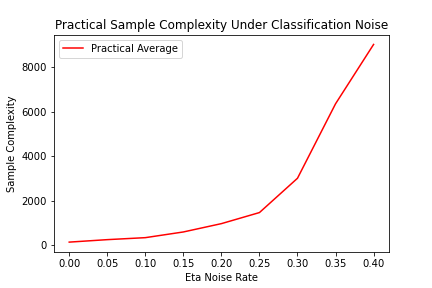 Practical Sample Complexity Under Classification Noise
Practical Average
Sample Complexity
8000
6000
4000
2000
0
0.00 0.05 0.10 0.15 0.20 0.25 0.30 0.35 0.40
Eta Noise Rate